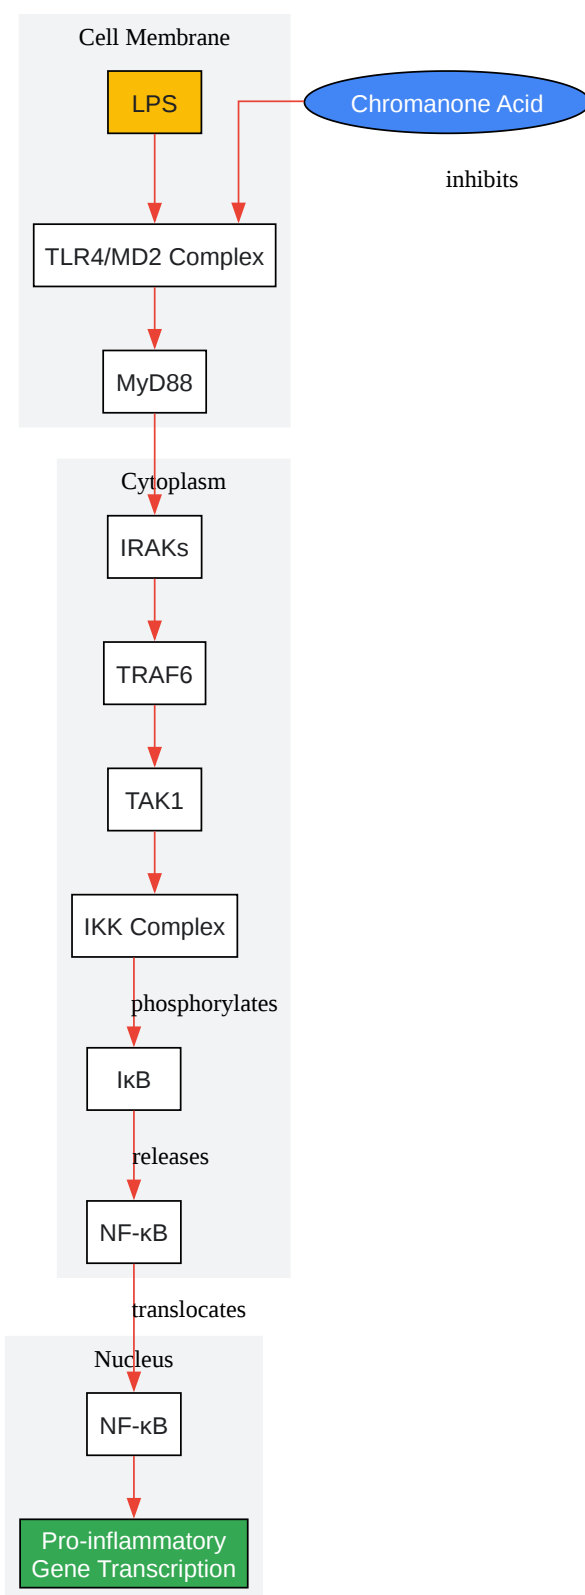 Cell Membrane
LPS
Chromanone Acid
inhibits
TLR4/MD2 Complex
MyD88
Cytoplasm
IRAKs
TRAF6
TAK1
IKK Complex
phosphorylates
IκB
releases
NF-κB
translocates
Nucleus
NF-κB
Pro-inflammatory
Gene Transcription